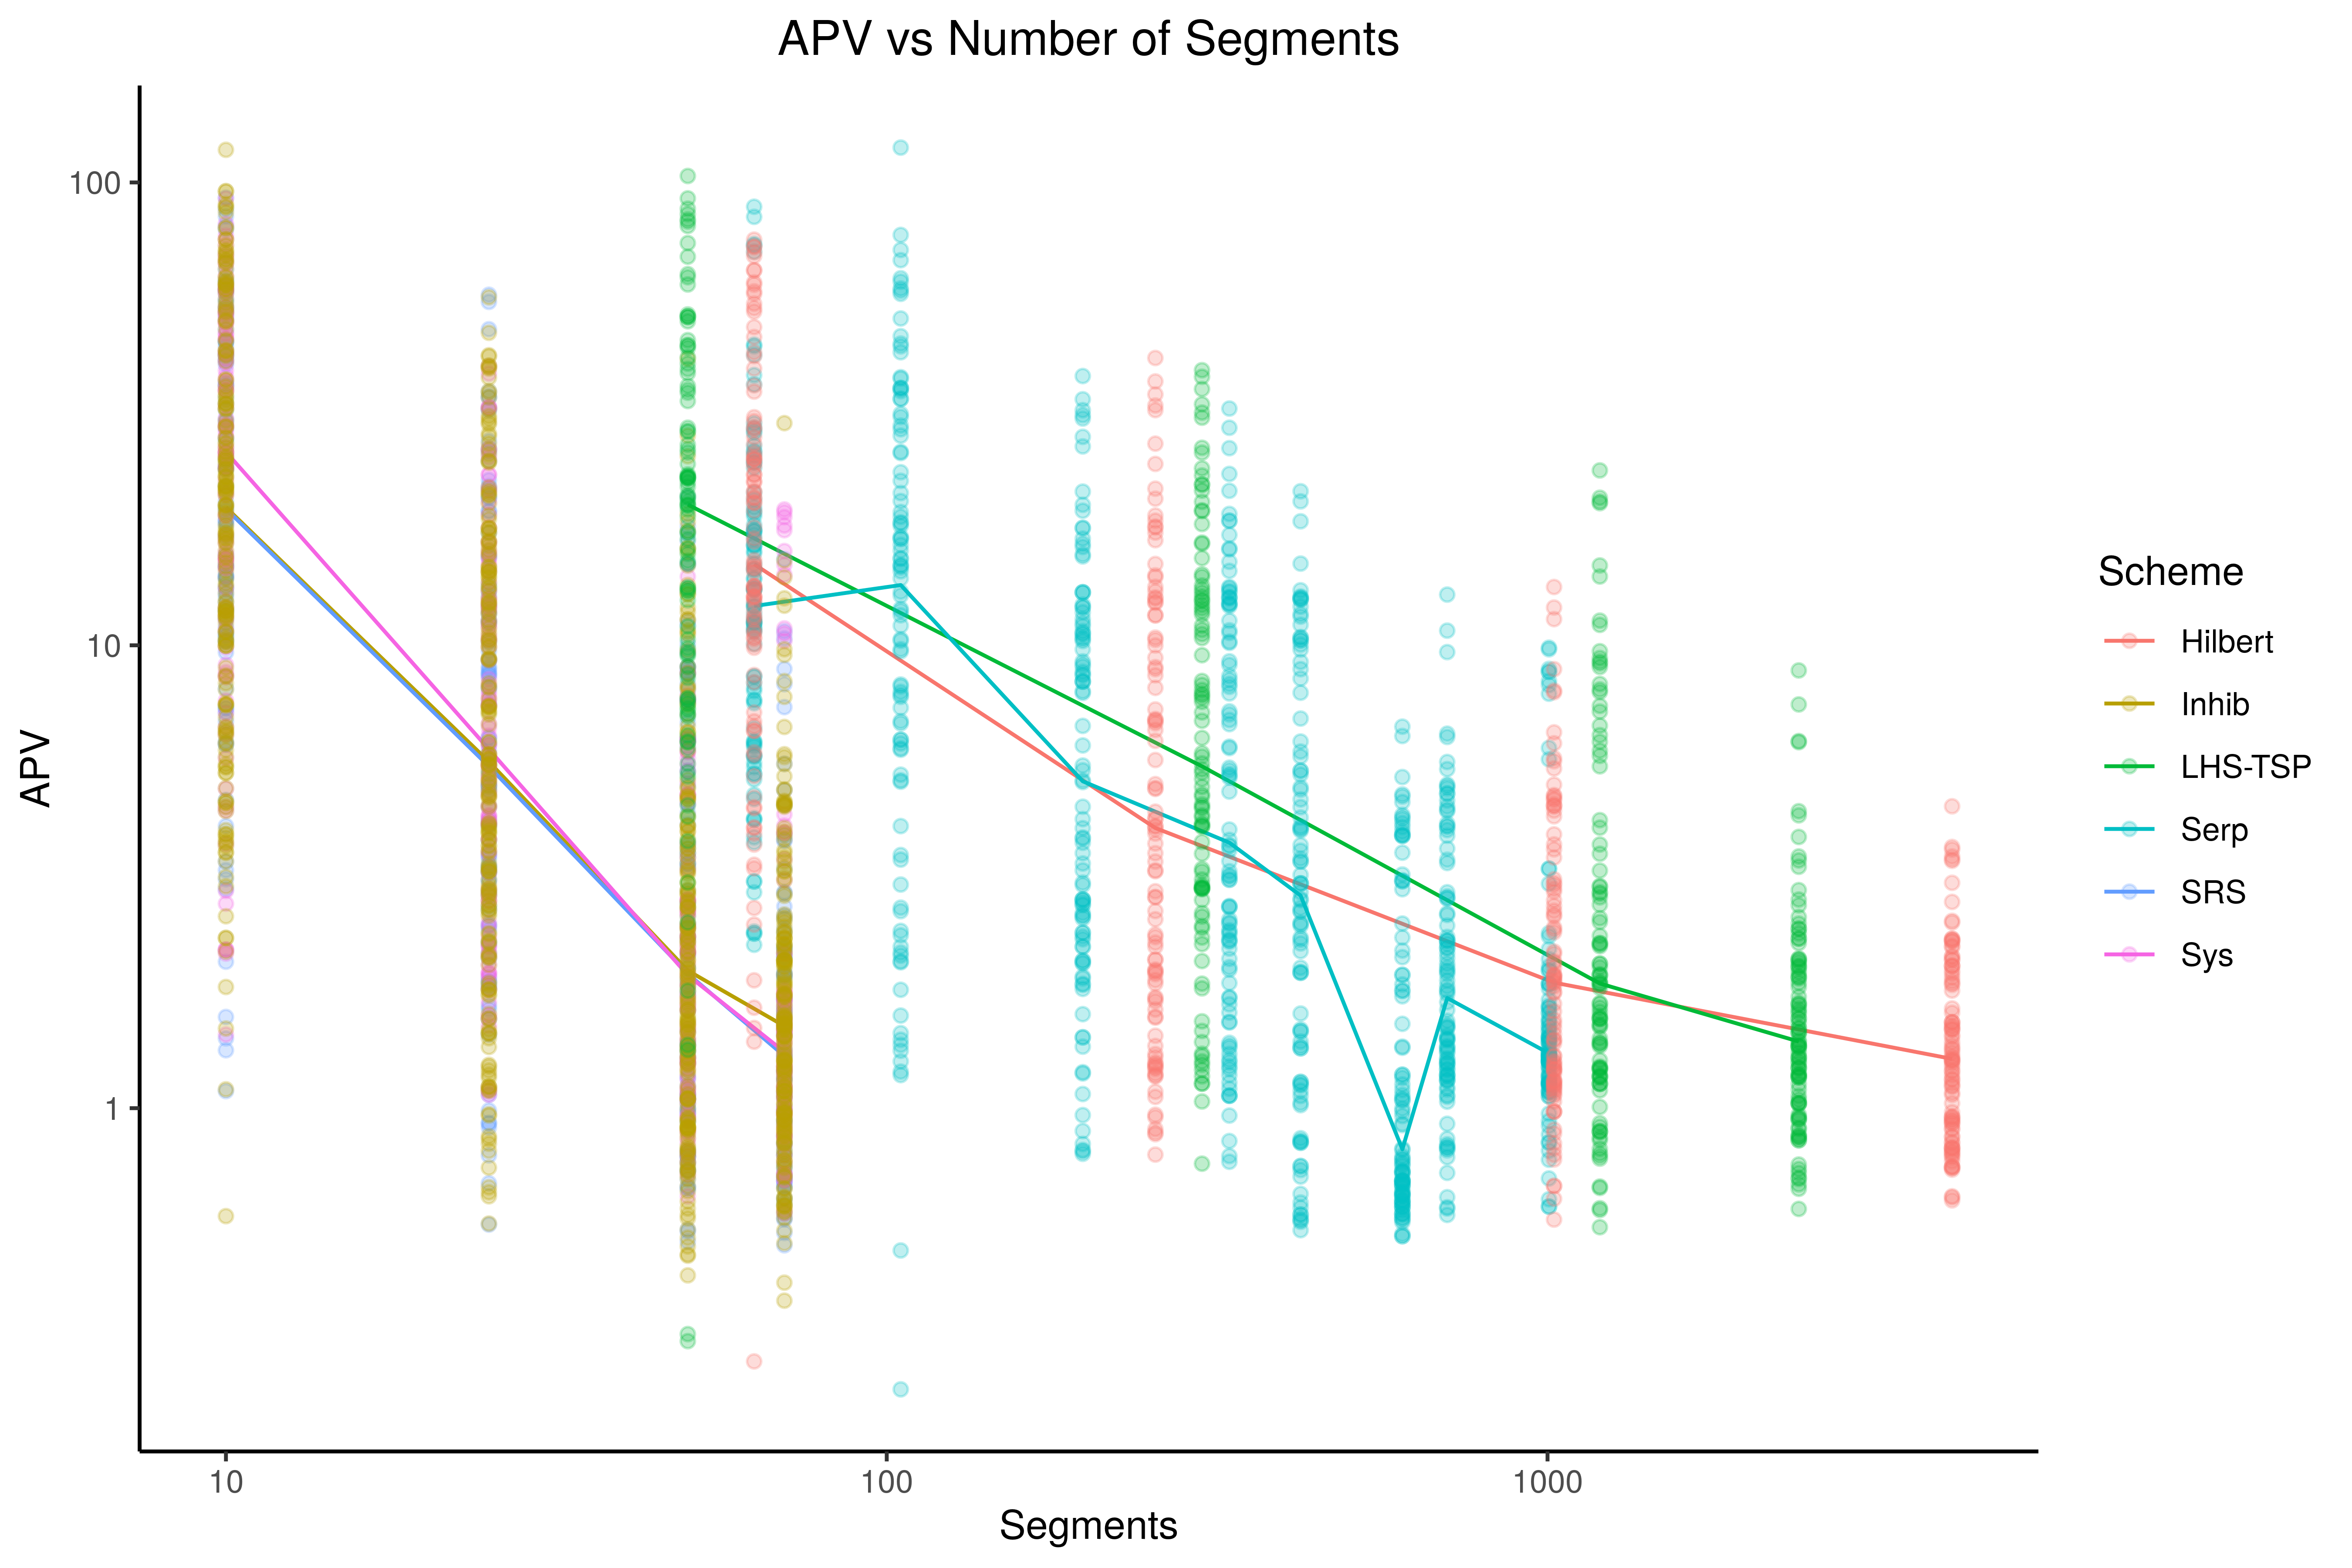 APV vs Number of Segments
APV
100
10
1
10
100
1000
Segments
Scheme
Hilbert
Inhib
LHS-TSP
Serp
SRS
Sys